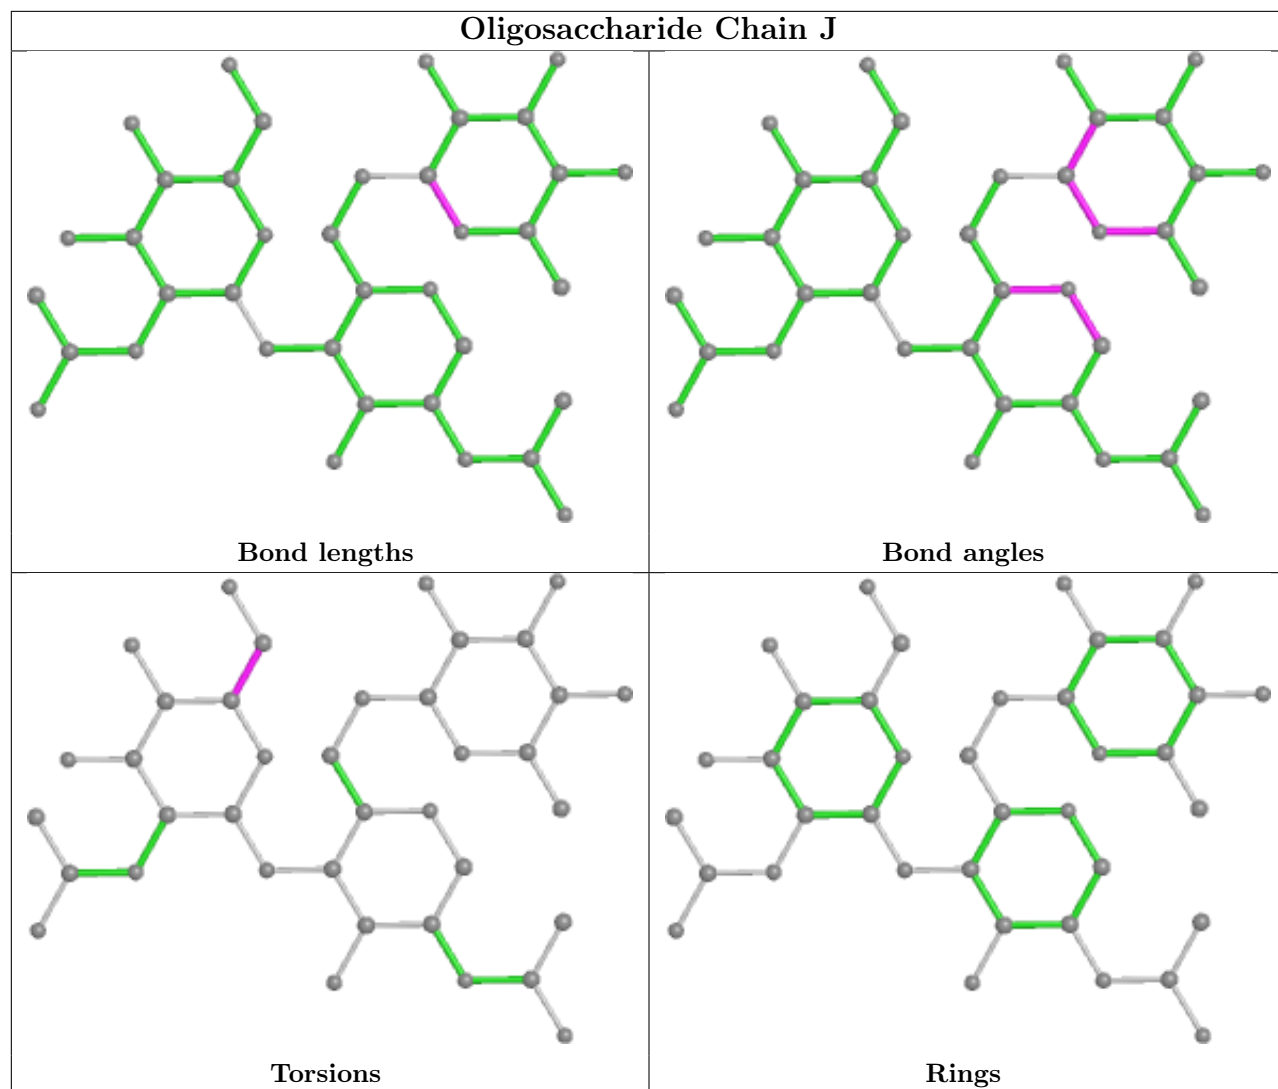 Oligosaccharide Chain J
Bond lengths
Bond angles
Torsions
Rings